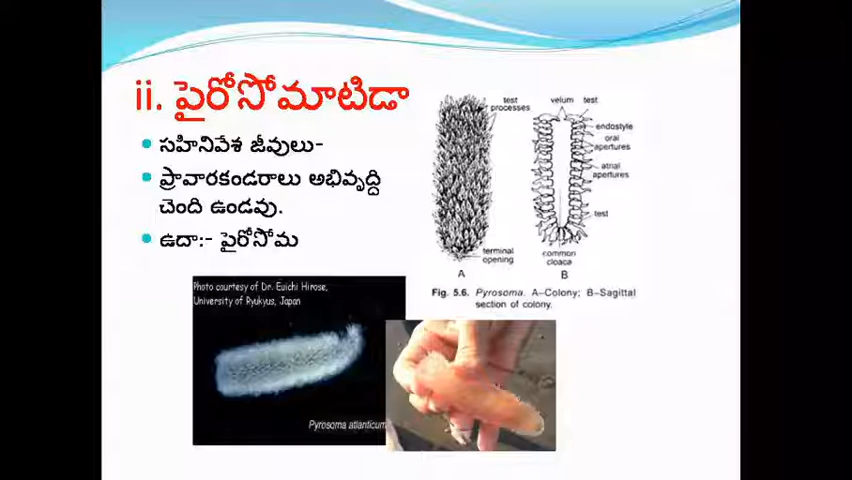 ii. పైరోసోమాటిడా
సహినివేశ జీవులు-
ప్రావారకండరాలు అభివృద్ధి
చెంది ఉండవు.
ఉదా:- పైరోసోమ
test
processes
terminal
opening
A
velum
test
endostyle
oral
apertures
atrial
apertures
test
common
cloaca
B
Fig. 5.6. Pyrosoma. A–Colony; B–Sagittal
section of colony.
Photo courtesy of Dr. Euichi Hirose,
University of Ryukyus, Japan
Pyrosoma atlanticum